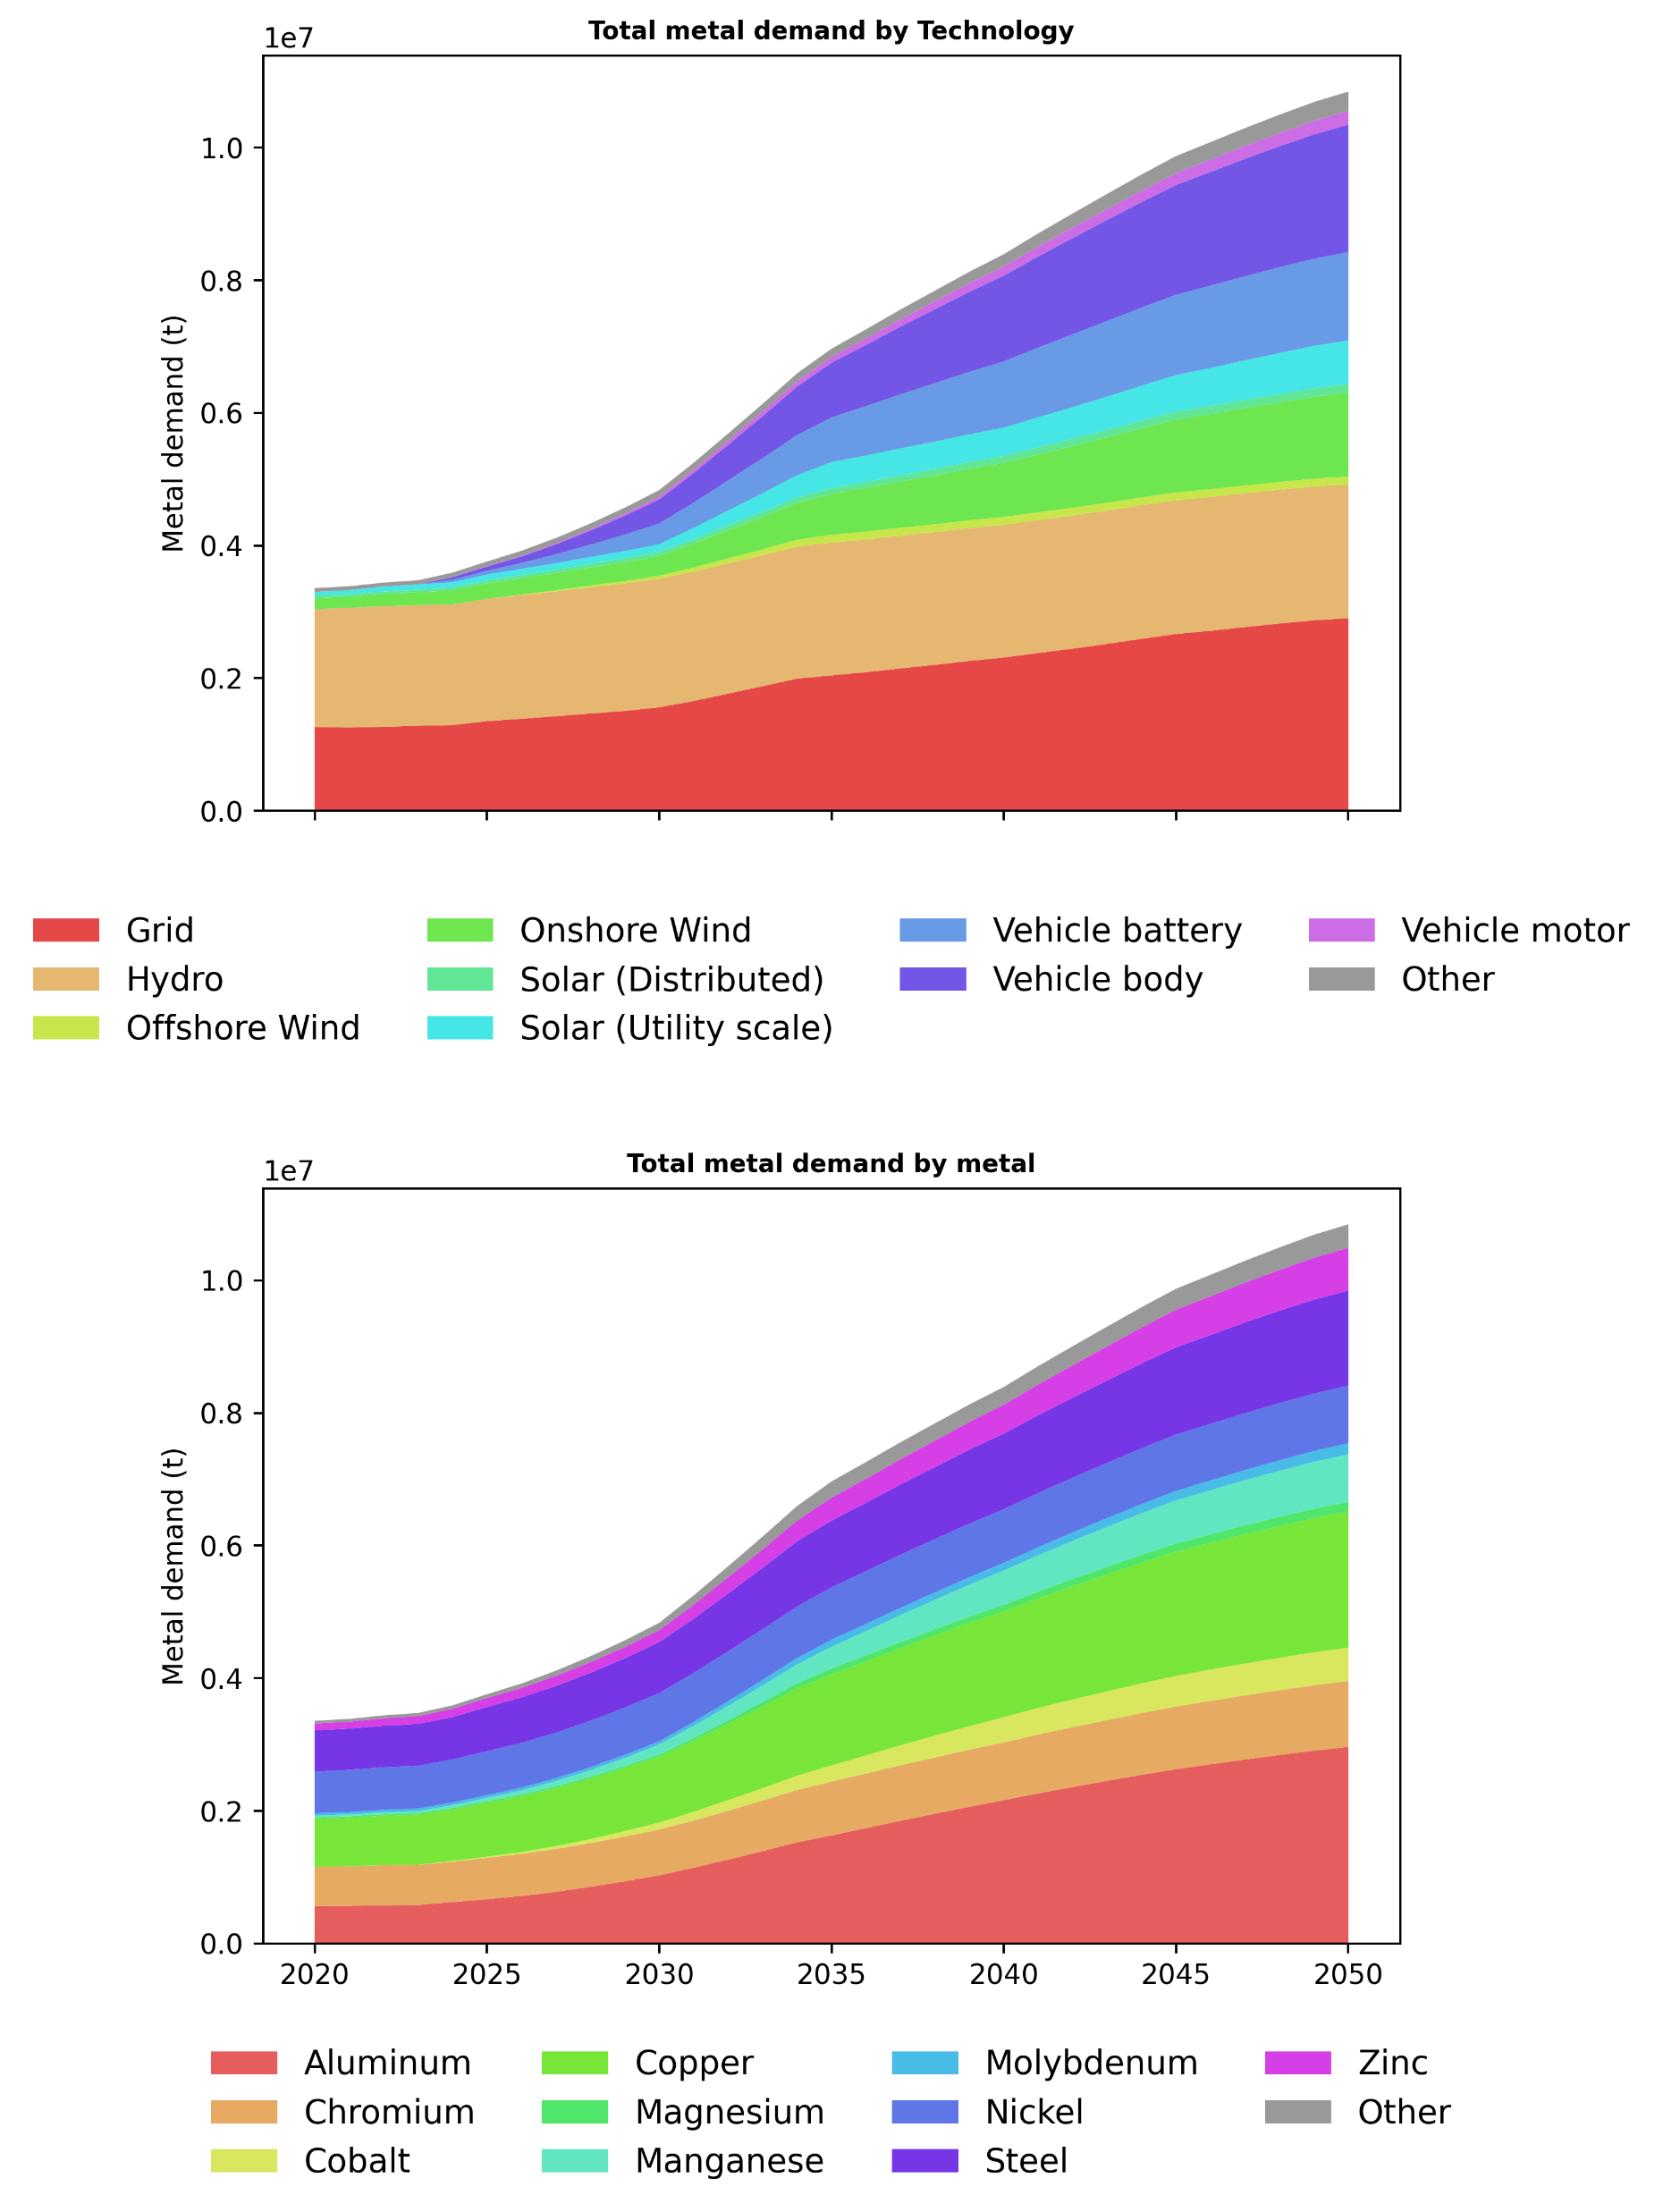 Total metal demand by Technology
1e7
1.0
0.8
0.6
0.4
0.2
0.0
Metal demand (t)
Grid
Hydro
Offshore Wind
Onshore Wind
Solar (Distributed)
Solar (Utility scale)
Vehicle battery
Vehicle body
Vehicle motor
Other
Total metal demand by metal
1e7
1.0
0.8
0.6
0.4
0.2
0.0
Metal demand (t)
2020 2025 2030 2035 2040 2045 2050
Aluminum
Chromium
Cobalt
Copper
Magnesium
Manganese
Molybdenum
Nickel
Steel
Zinc
Other